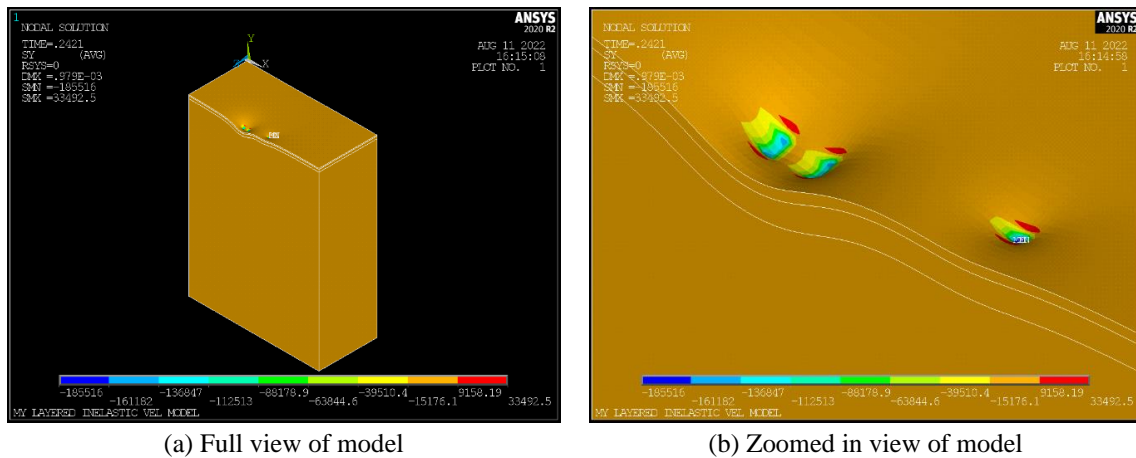 1
NODAL SOLUTION
TIME=.2421
SY (AVG)
RSYS=0
DMX =.979E-03
SMN =-185516
SMX =33492.5
ANSYS
2020 R2
AUG 11 2022
16:15:08
PLOT NO. 1
Y
X
-185516 -136847 -88178.9 -39510.4 9158.19
-161182 -112513 -63844.6 -15176.1 33492.5
MY LAYERED INELASTIC VEL MODEL
(a) Full view of model
1
NODAL SOLUTION
TIME=.2421
SY (AVG)
RSYS=0
DMX =.979E-03
SMN =-185516
SMX =33492.5
ANSYS
2020 R2
AUG 11 2022
16:14:58
PLOT NO. 1
-185516 -136847 -88178.9 -39510.4 9158.19
-161182 -112513 -63844.6 -15176.1 33492.5
MY LAYERED INELASTIC VEL MODEL
(b) Zoomed in view of model